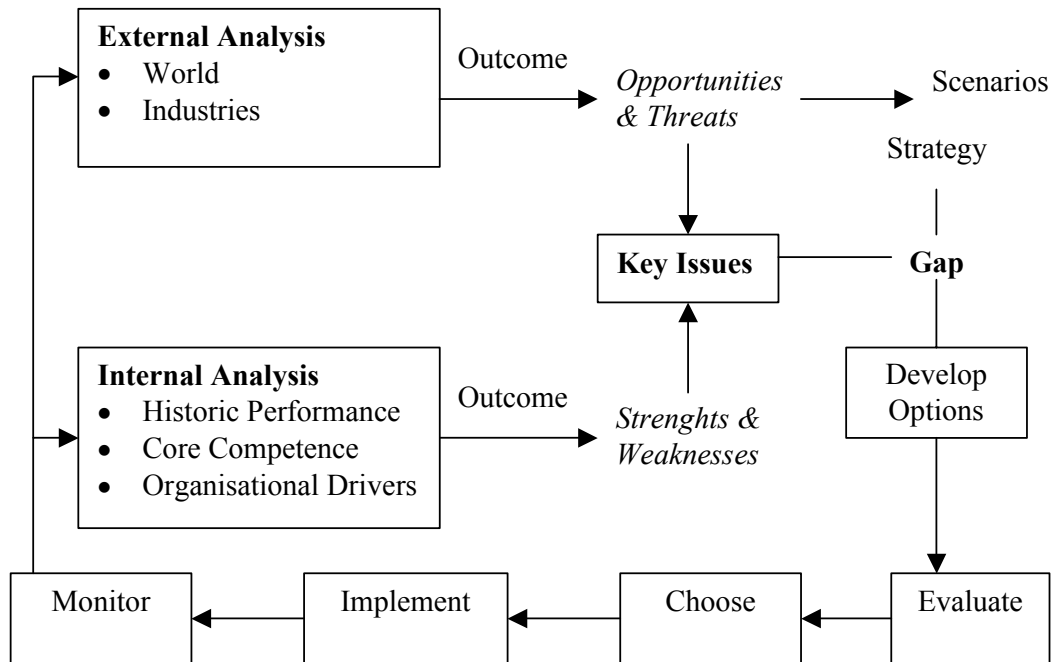 External Analysis
• World
• Industries
Outcome
Opportunities
& Threats
Scenarios
Strategy
Key Issues
Gap
Internal Analysis
• Historic Performance
• Core Competence
• Organisational Drivers
Outcome
Strenghts &
Weaknesses
Develop
Options
Monitor
Implement
Choose
Evaluate